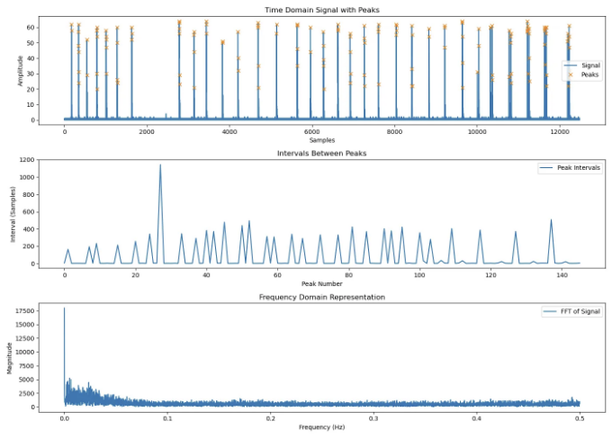 Time Domain Signal with Peaks
60
50
40
30
20
10
0
Amplitude
Signal
Peaks
0 2000 4000 6000 8000 10000 12000
Samples
Intervals Between Peaks
1200
1000
800
600
400
200
0
Interval (Samples)
Peak Intervals
0 20 40 60 80 100 120 140
Peak Number
Frequency Domain Representation
17500
15000
12500
10000
7500
5000
2500
0
Magnitude
FFT of Signal
0.0 0.1 0.2 0.3 0.4 0.5
Frequency (Hz)